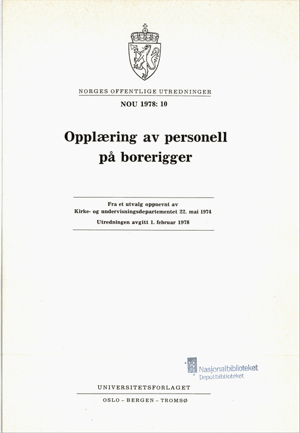 NORGES OFFENTLIGE UTREDNINGER
NOU 1978: 10
Opplæring av personell
på borerigger
Fra et utvalg oppnevnt av
Kirke- og undervisningsdepartementet 22. mai 1974
Utredningen avgitt 1. februar 1978
Nasjonalbiblioteket
Depotbiblioteket
UNIVERSITETSFORLAGET
OSLO – BERGEN – TROMSØ